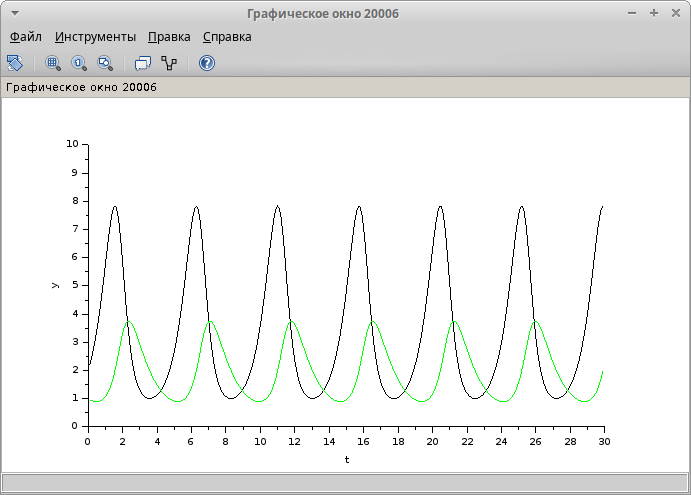 Графическое окно 20006
Файл Инструменты Правка Справка
Графическое окно 20006
10
9
8
7
6
5
4
3
2
1
0
y
0 2 4 6 8 10 12 14 16 18 20 22 24 26 28 30
t